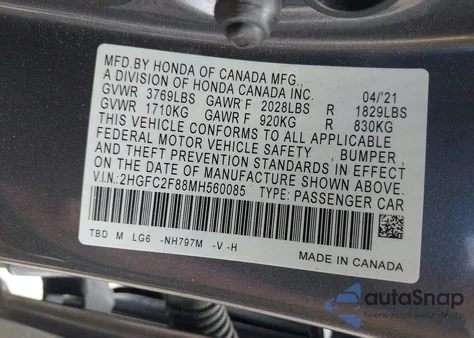 MFD.BY HONDA OF CANADA MFG.,
A DIVISION OF HONDA CANADA INC. 04/'21
GVWR 3769LBS GAWR F 2028LBS R 1829LBS
GVWR 1710KG GAWR F 920KG R 830KG
THIS VEHICLE CONFORMS TO ALL APPLICABLE
FEDERAL MOTOR VEHICLE SAFETY , BUMPER ,
AND THEFT PREVENTION STANDARDS IN EFFECT
ON THE DATE OF MANUFACTURE SHOWN ABOVE.
V.I.N.:2HGFC2F88MH560085 TYPE: PASSENGER CAR
TBD M LG6 -NH797M -V -H
MADE IN CANADA
autoSnap